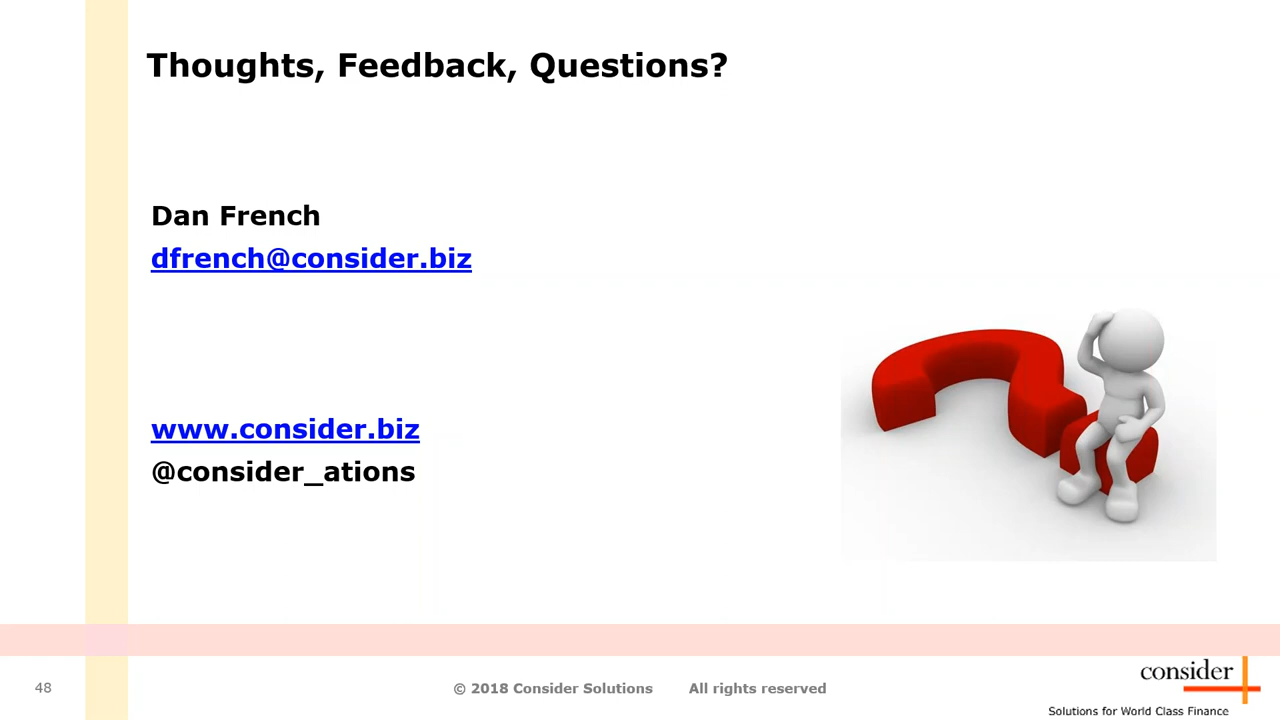 Thoughts, Feedback, Questions?
Dan French
dfrench@consider.biz
www.consider.biz
@consider_ations
48
© 2018 Consider Solutions All rights reserved
consider
Solutions for World Class Finance